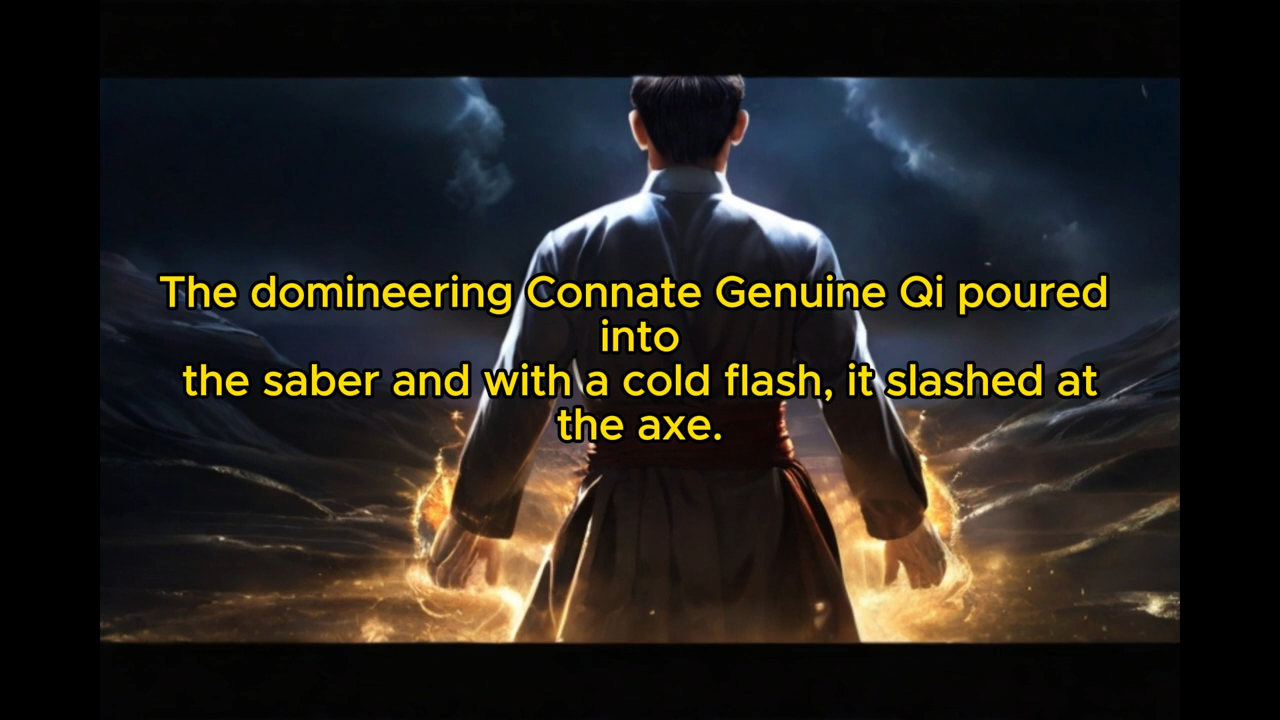 The domineering Connate Genuine Qi poured
into
the saber and with a cold flash, it slashed at
the axe.